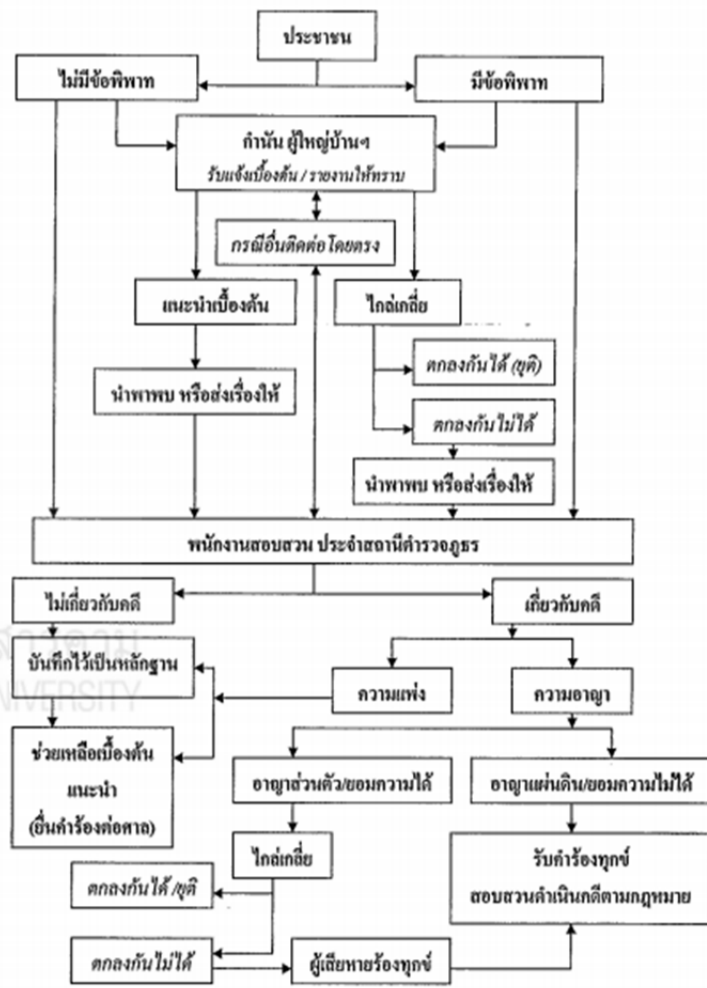 ประชาชน
ไม่มีข้อพิพาท
มีข้อพิพาท
กำนัน ผู้ใหญ่บ้านฯ
รับแจ้งเบื้องต้น / รายงานให้ทราบ
กรณีอื่นติดต่อโดยตรง
แนะนำเบื้องต้น
ไกล่เกลี่ย
ตกลงกันได้ (ยุติ)
นำพาพบ หรือส่งเรื่องให้
ตกลงกันไม่ได้
นำพาพบ หรือส่งเรื่องให้
พนักงานสอบสวน ประจำสถานีตำรวจภูธร
ไม่เกี่ยวกับคดี
เกี่ยวกับคดี
บันทึกไว้เป็นหลักฐาน
ความแพ่ง
ความอาญา
UNIVERSITY
ช่วยเหลือเบื้องต้น
แนะนำ
(ยื่นคำร้องต่อศาล)
อาญาส่วนตัว/ยอมความได้
อาญาแผ่นดิน/ยอมความไม่ได้
ไกล่เกลี่ย
รับคำร้องทุกข์
สอบสวนดำเนินคดีตามกฎหมาย
ตกลงกันได้ /ยุติ
ตกลงกันไม่ได้
ผู้เสียหายร้องทุกข์